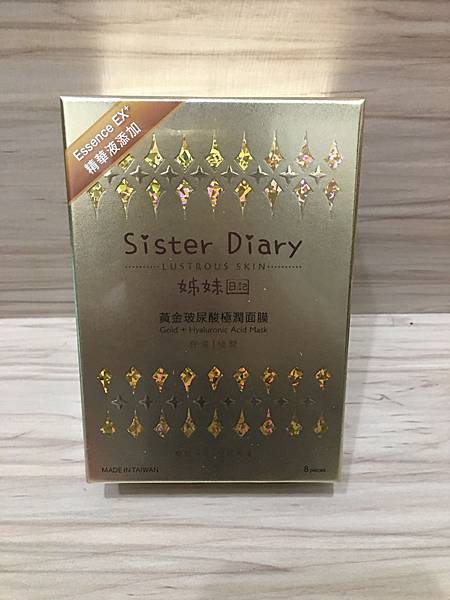 Essence EX+
精華液添加
Sister Diary
LUSTROUS SKIN
姊妹日記
黃金玻尿酸極潤面膜
Gold + Hyaluronic Acid Mask
MADE IN TAIWAN
8 pieces